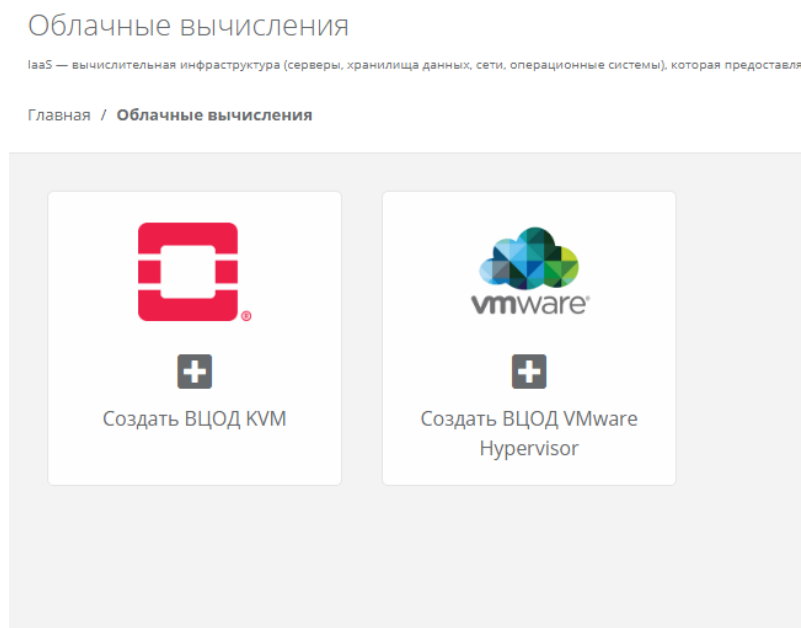 Облачные вычисления
IaaS — вычислительная инфраструктура (серверы, хранилища данных, сети, операционные системы), которая предоставля
Главная / Облачные вычисления
vmware®
®
Создать ВЦОД KVM
Создать ВЦОД VMware
Hypervisor